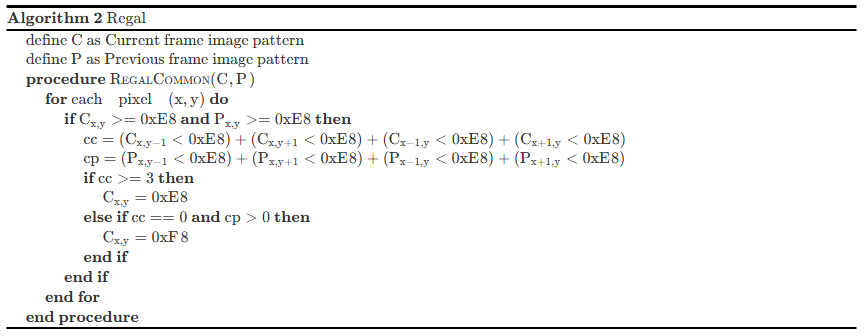 Algorithm 2 Regal
define C as Current frame image pattern
define P as Previous frame image pattern
procedure REGALCOMMON(C, P)
for each pixel (x, y) do
if C_{x,y} >= 0xE8 and P_{x,y} >= 0xE8 then
cc = (C_{x,y−1} < 0xE8) + (C_{x,y+1} < 0xE8) + (C_{x−1,y} < 0xE8) + (C_{x+1,y} < 0xE8)
cp = (P_{x,y−1} < 0xE8) + (P_{x,y+1} < 0xE8) + (P_{x−1,y} < 0xE8) + (P_{x+1,y} < 0xE8)
if cc >= 3 then
C_{x,y} = 0xE8
else if cc == 0 and cp > 0 then
C_{x,y} = 0xF8
end if
end if
end for
end procedure